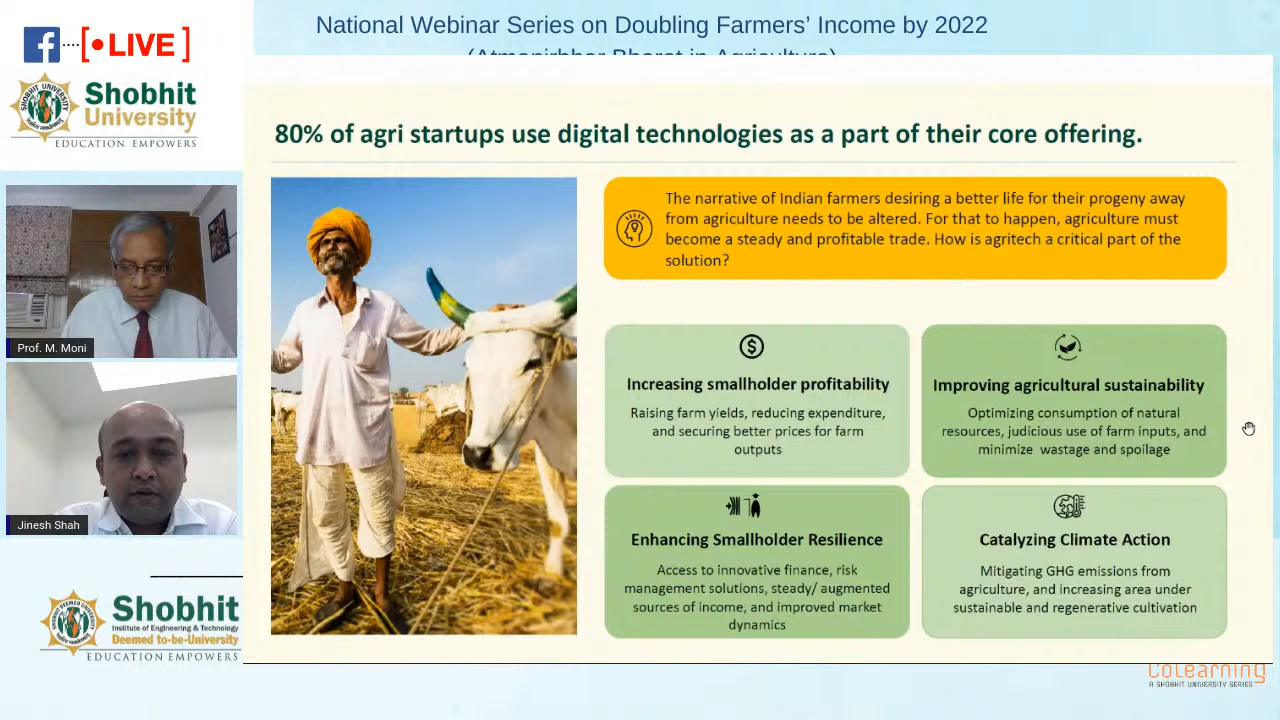 National Webinar Series on Doubling Farmers' Income by 2022
(Atmanirbhar Bharat in Agriculture)
f
LIVE
SHOBHIT UNIVERSITY
Shobhit
University
EDUCATION EMPOWERS
80% of agri startups use digital technologies as a part of their core offering.
The narrative of Indian farmers desiring a better life for their progeny away
from agriculture needs to be altered. For that to happen, agriculture must
become a steady and profitable trade. How is agritech a critical part of the
solution?
Increasing smallholder profitability
Raising farm yields, reducing expenditure,
and securing better prices for farm
outputs
Improving agricultural sustainability
Optimizing consumption of natural
resources, judicious use of farm inputs, and
minimize wastage and spoilage
Enhancing Smallholder Resilience
Access to innovative finance, risk
management solutions, steady/ augmented
sources of income, and improved market
dynamics
Catalyzing Climate Action
Mitigating GHG emissions from
agriculture, and increasing area under
sustainable and regenerative cultivation
Prof. M. Moni
Jinesh Shah
Shobhit
Institute of Engineering & Technology
Deemed to-be-University
EDUCATION EMPOWERS
CoLearning
A SHOBHIT UNIVERSITY SERIES